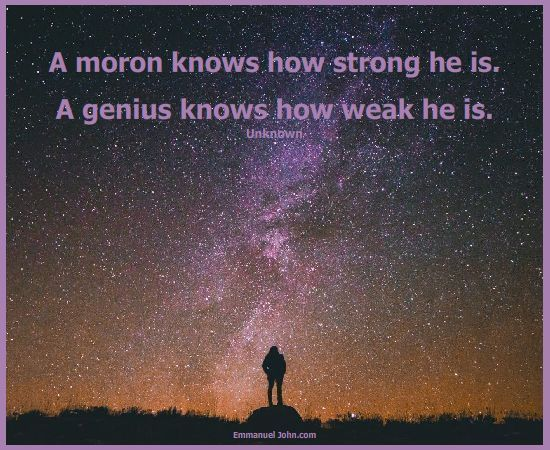 A moron knows how strong he is.
A genius knows how weak he is.
Unknown
Emmanuel John.com